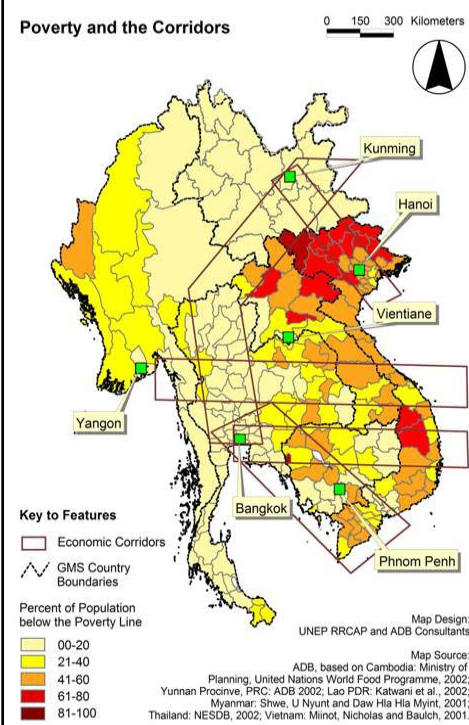 Poverty and the Corridors
0 150 300 Kilometers
Kunming
Hanoi
Vientiane
Yangon
Bangkok
Phnom Penh
Key to Features
Economic Corridors
GMS Country
Boundaries
Percent of Population
below the Poverty Line
00-20
21-40
41-60
61-80
81-100
Map Design:
UNEP RRCAP and ADB Consultants
Map Source:
ADB, based on Cambodia: Ministry of
Planning, United Nations World Food Programme, 2002;
Yunnan Procinve, PRC: ADB 2002; Lao PDR: Katwani et al., 2002;
Myanmar: Shwe, U Nyunt and Daw Hla Hla Myint, 2001;
Thailand: NESDB, 2002; Vietnam: Minot, Nicholas and Baulch, 2001.